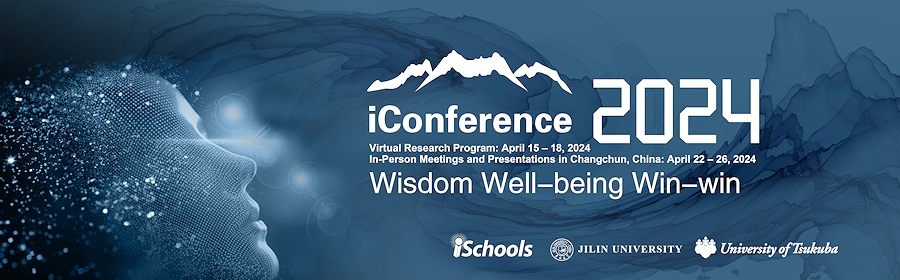 iConference 2024
Virtual Research Program: April 15 – 18, 2024
In-Person Meetings and Presentations in Changchun, China: April 22 – 26, 2024
Wisdom Well–being Win–win
iSchools JILIN UNIVERSITY University of Tsukuba